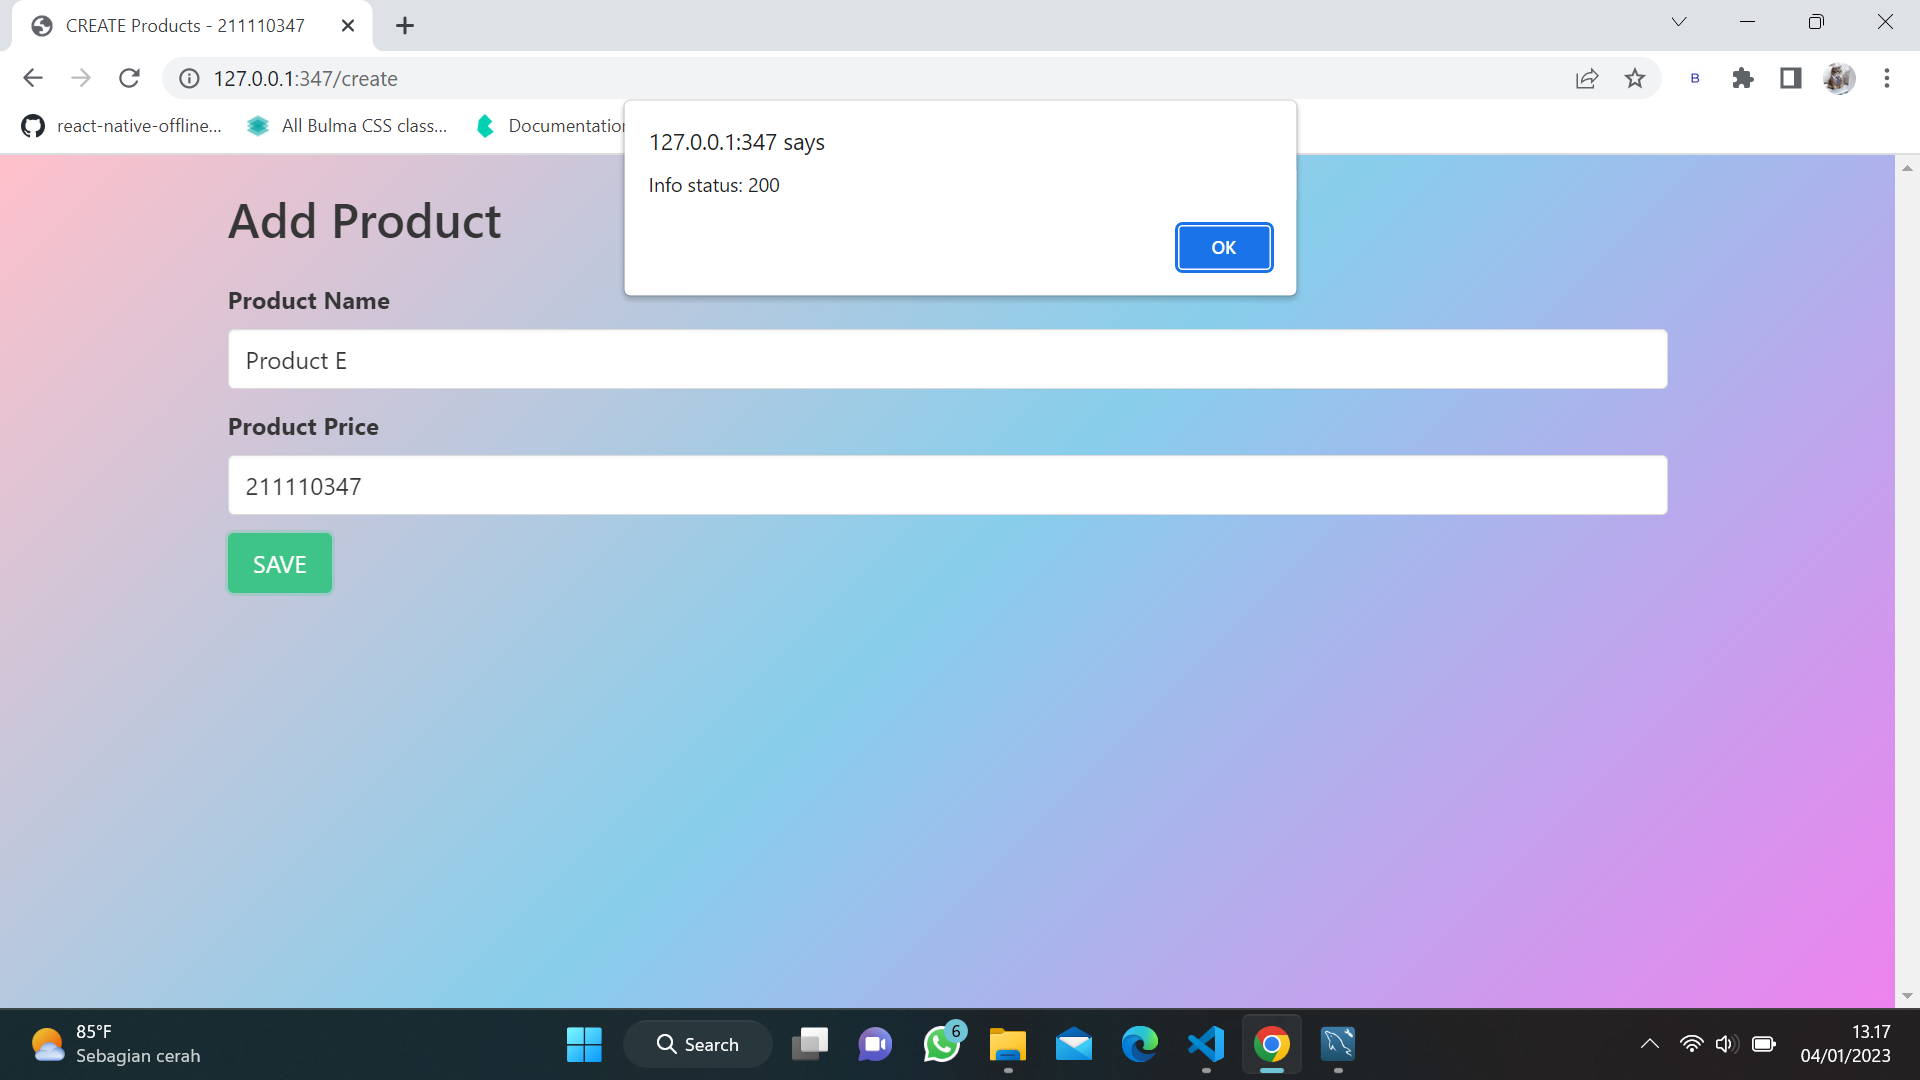 CREATE Products - 211110347
127.0.0.1:347/create
B
react-native-offline...
All Bulma CSS class...
Documentation
127.0.0.1:347 says
Info status: 200
OK
Add Product
Product Name
Product E
Product Price
211110347
SAVE
85°F
Sebagian cerah
Search
6
13.17
04/01/2023